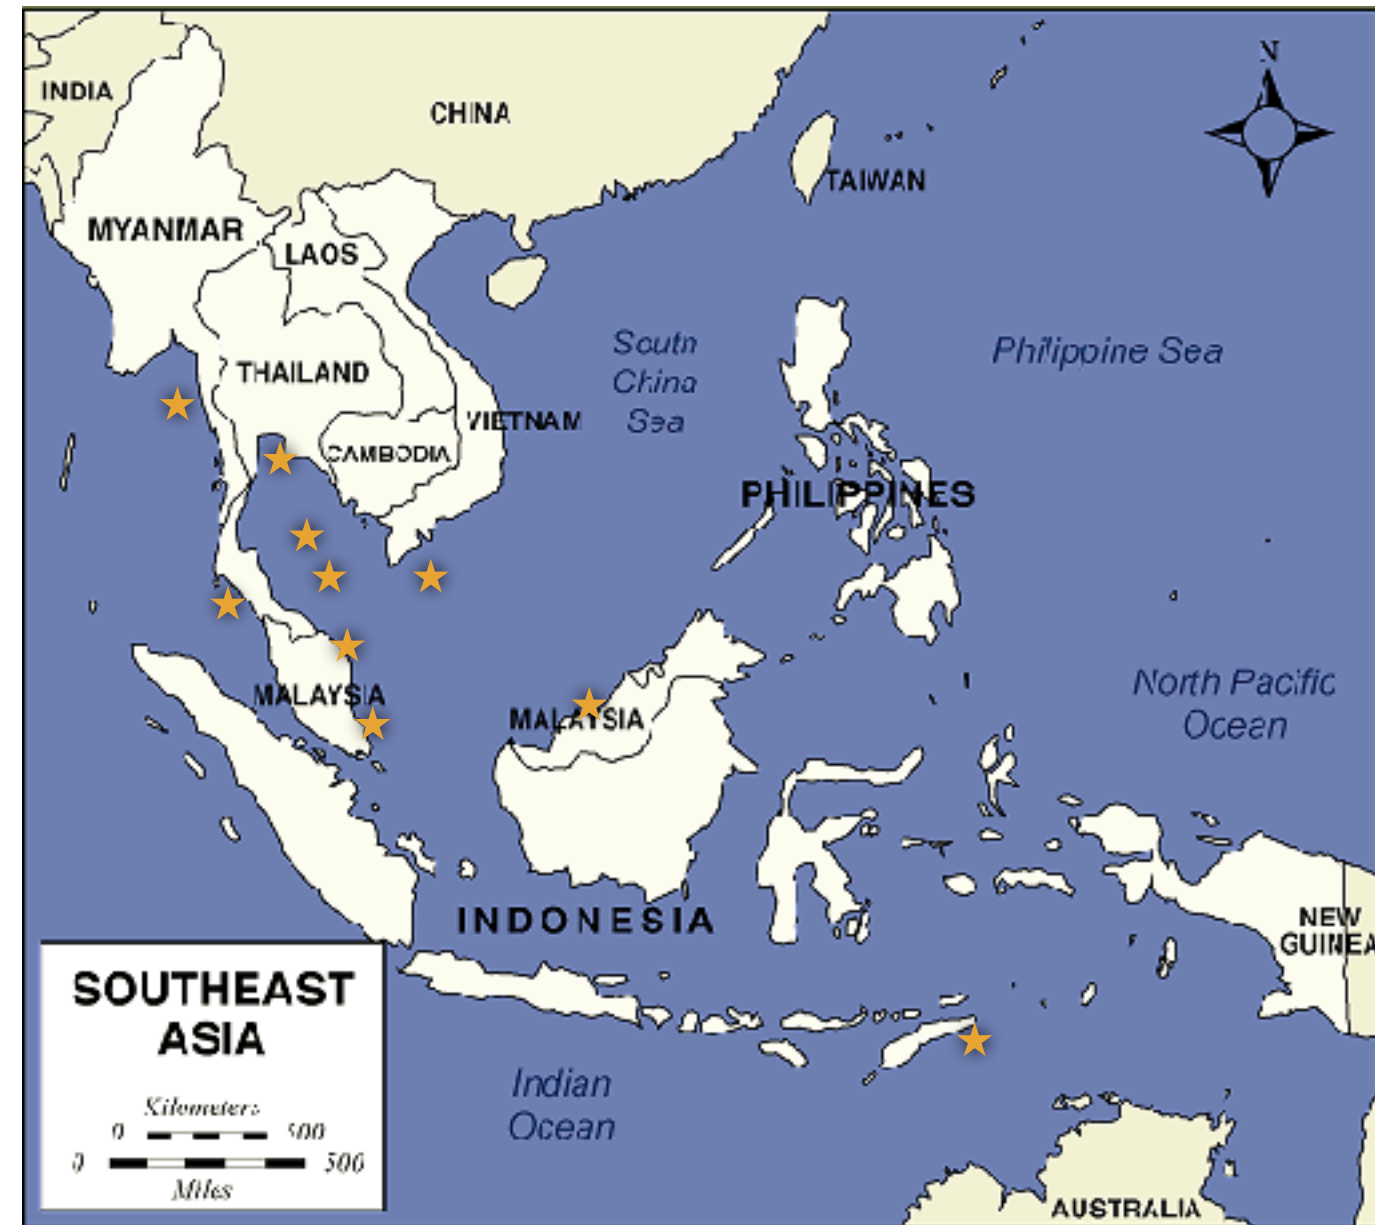 N
INDIA
CHINA
TAIWAN
MYANMAR
LAOS
South
China
Sea
Philippine Sea
THAILAND
VIETNAM
CAMBODIA
PHILIPPINES
North Pacific
Ocean
MALAYSIA
MALAYSIA
INDONESIA
NEW
GUINEA
SOUTHEAST
ASIA
Indian
Ocean
Kilometers
0 500
0 500
Miles
AUSTRALIA